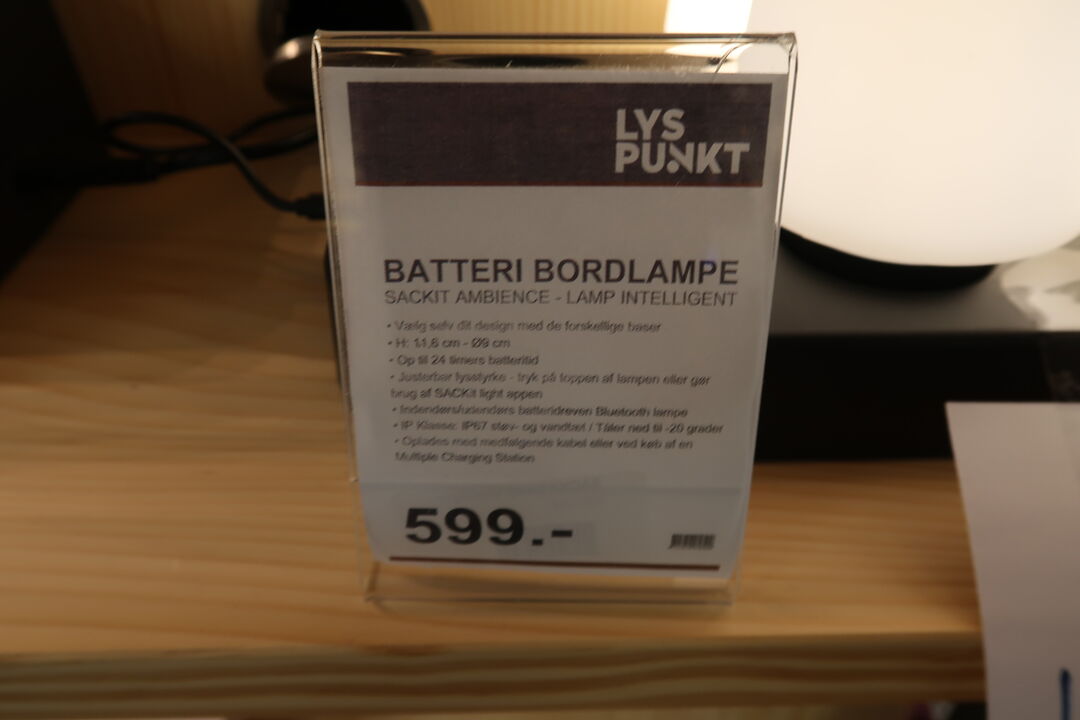 LYS
PUNKT
BATTERI BORDLAMPE
SACKIT AMBIENCE - LAMP INTELLIGENT
• Vælg selv dit design med de forskellige baser
• H: 11,6 cm - Ø9 cm
• Op til 24 timers batteritid
• Justerbar lysstyrke - tryk på toppen af lampen eller gør
brug af SACKit light appen
• Indendørs/udendørs batteridreven Bluetooth lampe
• IP Klasse: IP67 støv- og vandtæt / Tåler ned til -20 grader
• Oplades med medfølgende kabel eller ved køb af en
Multiple Charging Station
599.-